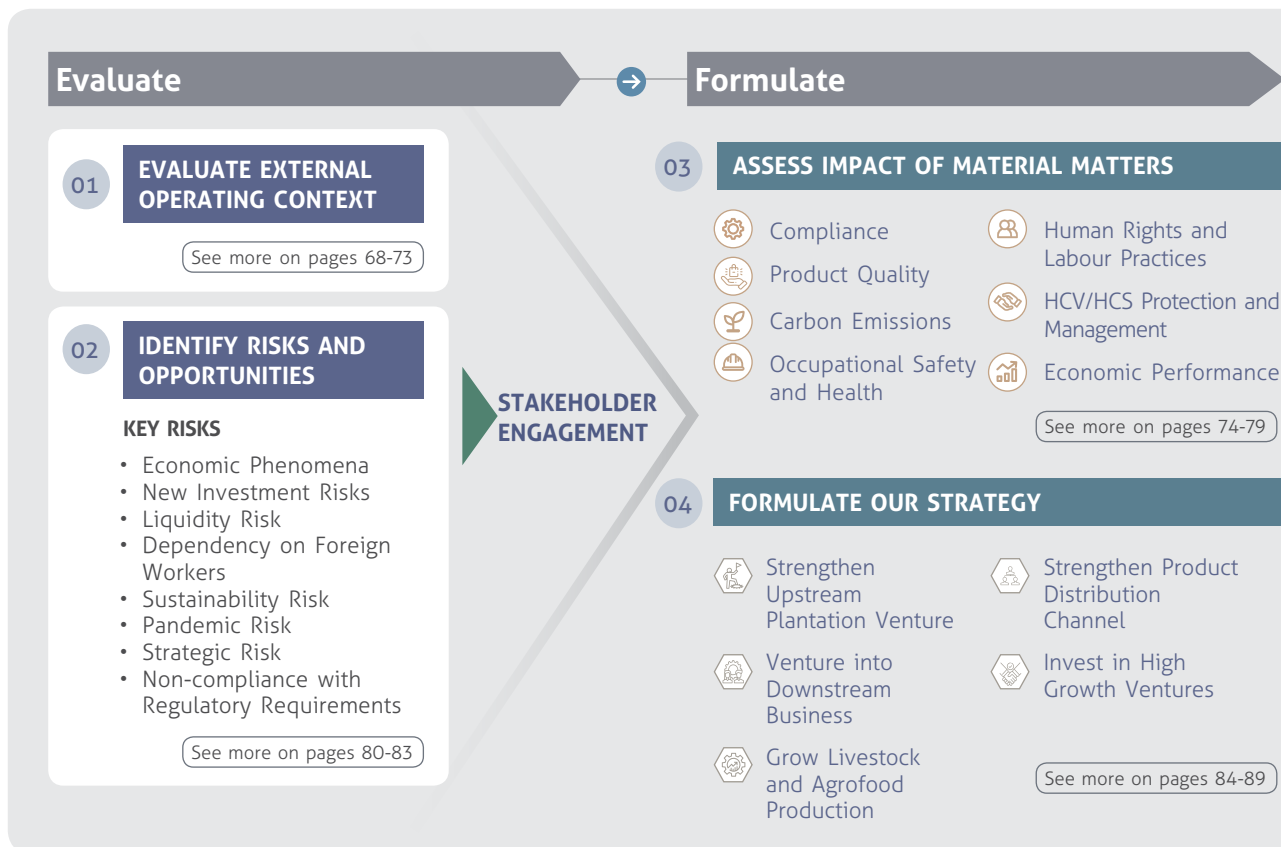 Evaluate
01
EVALUATE EXTERNAL
OPERATING CONTEXT
See more on pages 68-73
02
IDENTIFY RISKS AND
OPPORTUNITIES
KEY RISKS
• Economic Phenomena
• New Investment Risks
• Liquidity Risk
• Dependency on Foreign
Workers
• Sustainability Risk
• Pandemic Risk
• Strategic Risk
• Non-compliance with
Regulatory Requirements
See more on pages 80-83
STAKEHOLDER
ENGAGEMENT
Formulate
03
ASSESS IMPACT OF MATERIAL MATTERS
Compliance
Product Quality
Carbon Emissions
Occupational Safety
and Health
Human Rights and
Labour Practices
HCV/HCS Protection and
Management
Economic Performance
See more on pages 74-79
04
FORMULATE OUR STRATEGY
Strengthen
Upstream
Plantation Venture
Venture into
Downstream
Business
Grow Livestock
and Agrofood
Production
Strengthen Product
Distribution
Channel
Invest in High
Growth Ventures
See more on pages 84-89